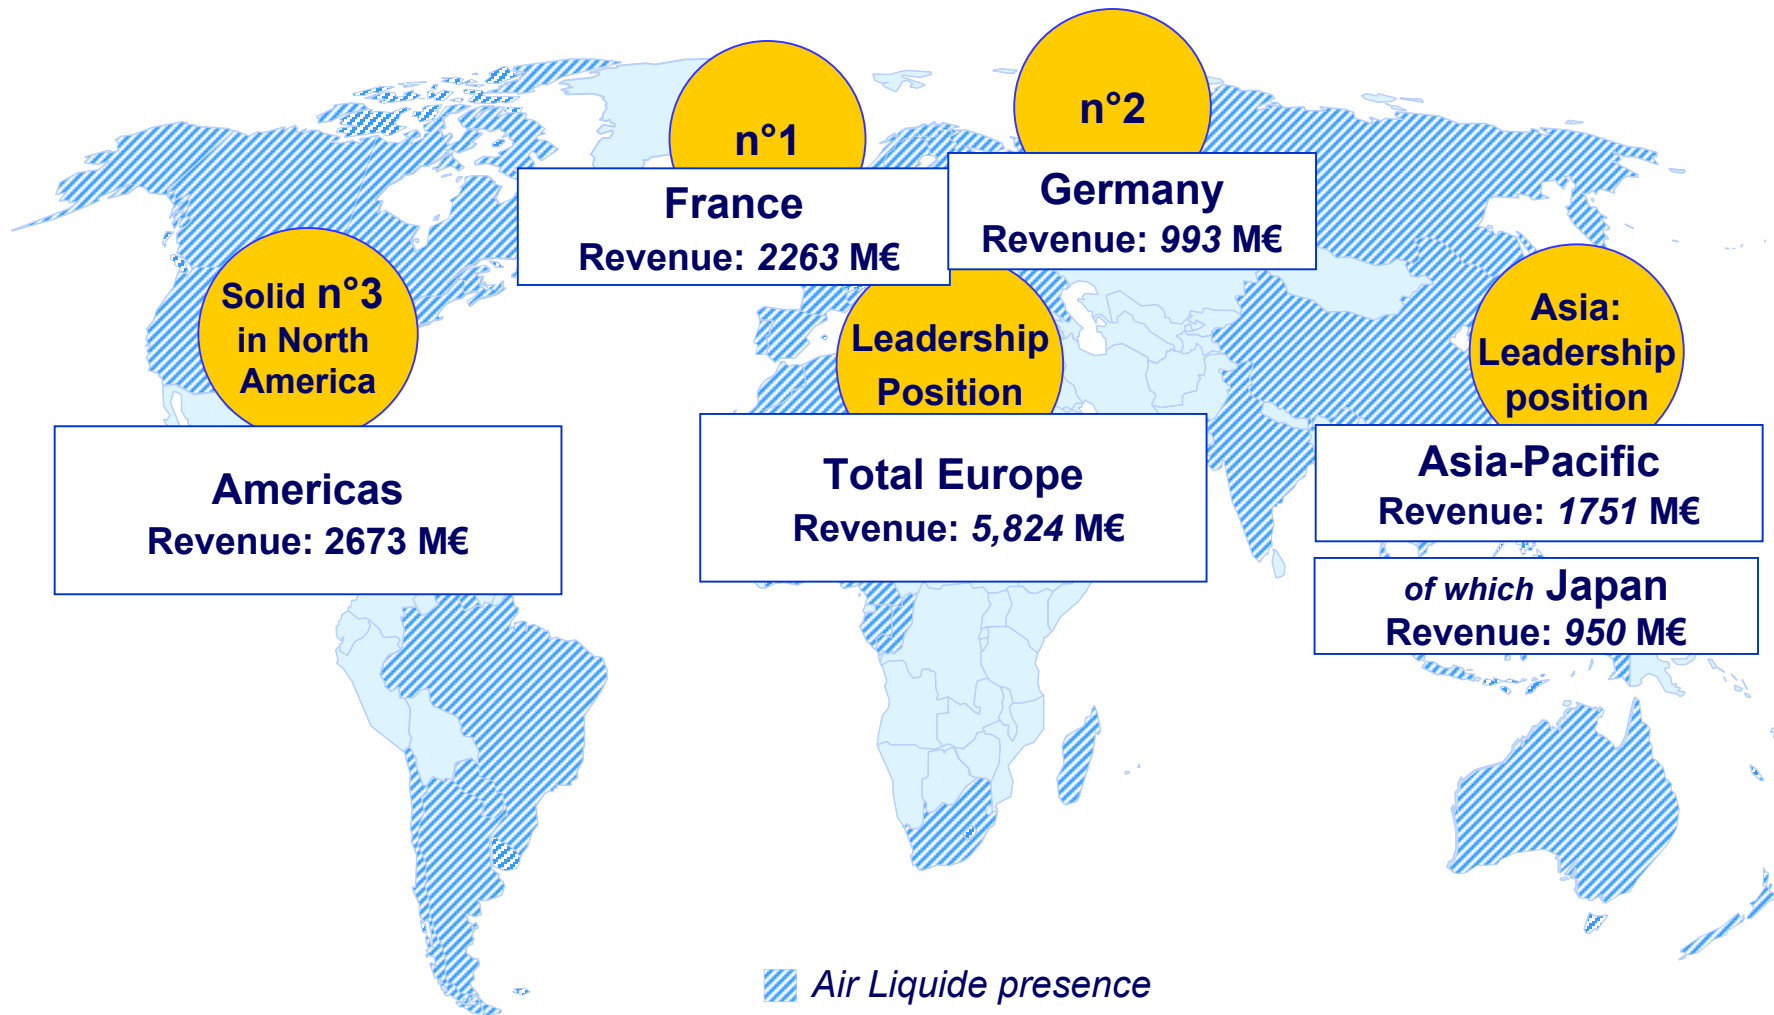 n°1
France
Revenue: 2263 M€
n°2
Germany
Revenue: 993 M€
Solid n°3
in North
America
Americas
Revenue: 2673 M€
Leadership
Position
Total Europe
Revenue: 5,824 M€
Asia:
Leadership
position
Asia-Pacific
Revenue: 1751 M€
of which Japan
Revenue: 950 M€
Air Liquide presence